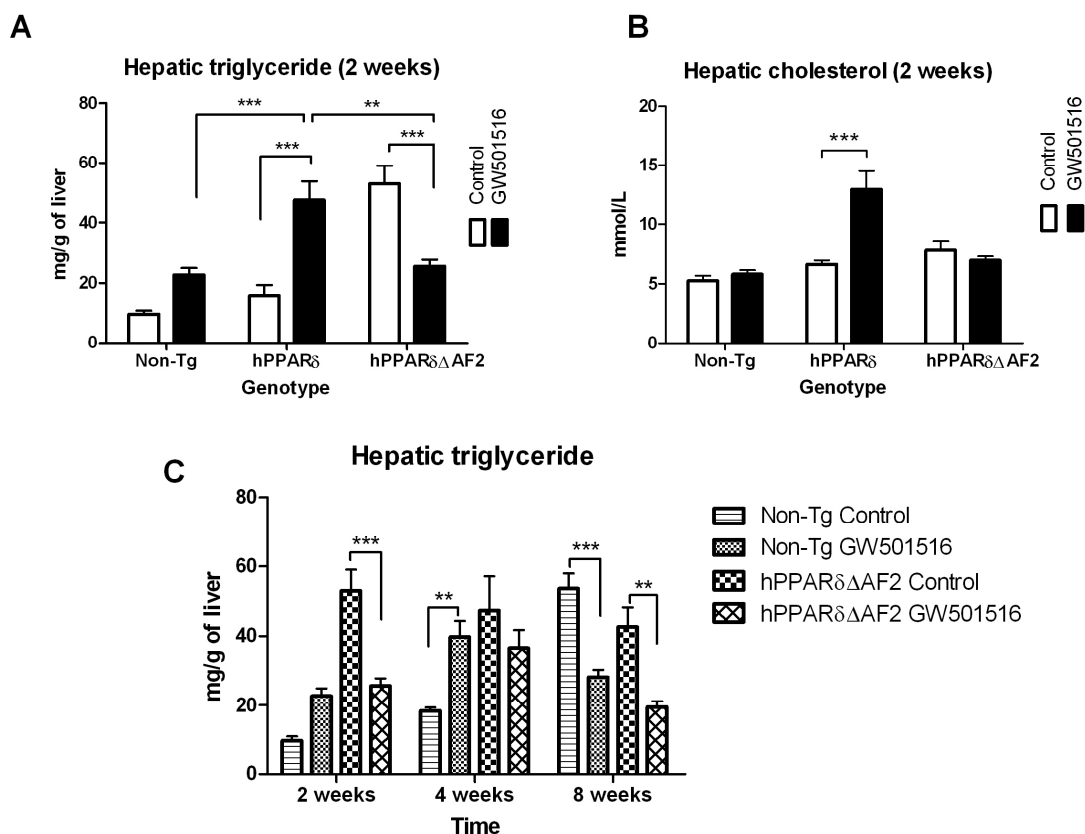 A
Hepatic triglyceride (2 weeks)
mg/g of liver
80
60
40
20
0
***
**
***
***
Non-Tg
hPPARδ
hPPARδΔAF2
Genotype
Control
GW501516
B
Hepatic cholesterol (2 weeks)
mmol/L
20
15
10
5
0
***
Non-Tg
hPPARδ
hPPARδΔAF2
Genotype
Control
GW501516
C
Hepatic triglyceride
mg/g of liver
80
60
40
20
0
***
**
***
**
2 weeks
4 weeks
8 weeks
Time
Non-Tg Control
Non-Tg GW501516
hPPARδΔAF2 Control
hPPARδΔAF2 GW501516